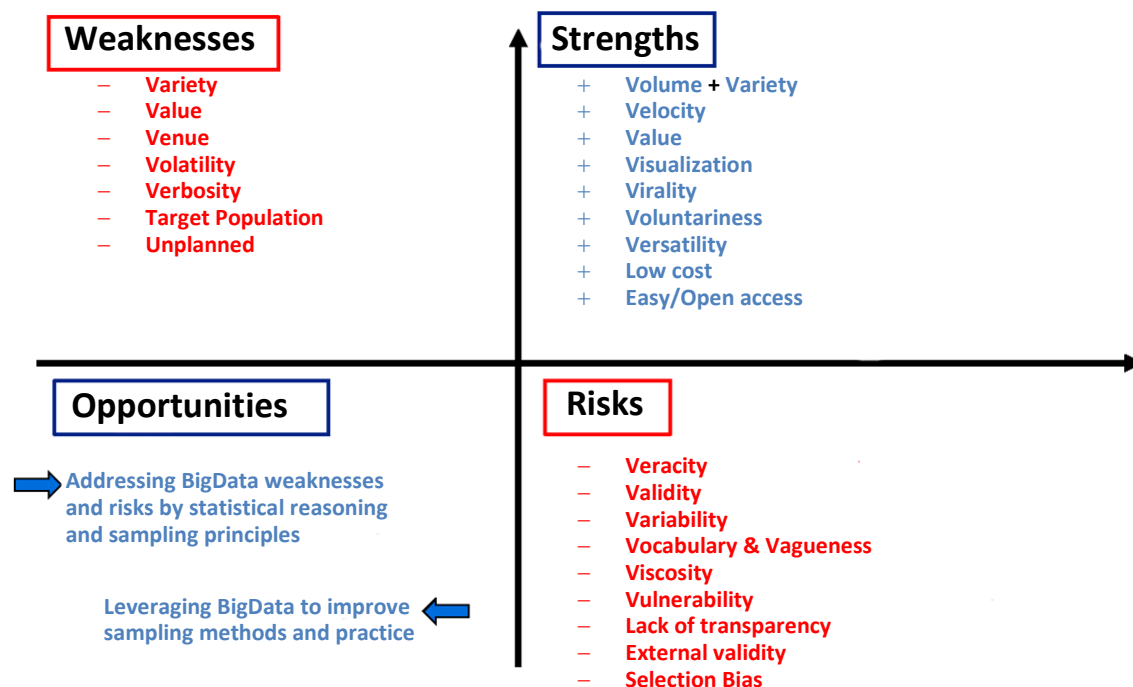 Weaknesses
– Variety
– Value
– Venue
– Volatility
– Verbosity
– Target Population
– Unplanned
Strengths
+ Volume + Variety
+ Velocity
+ Value
+ Visualization
+ Virality
+ Voluntariness
+ Versatility
+ Low cost
+ Easy/Open access
Opportunities
Addressing BigData weaknesses
and risks by statistical reasoning
and sampling principles
Leveraging BigData to improve
sampling methods and practice
Risks
– Veracity
– Validity
– Variability
– Vocabulary & Vagueness
– Viscosity
– Vulnerability
– Lack of transparency
– External validity
– Selection Bias